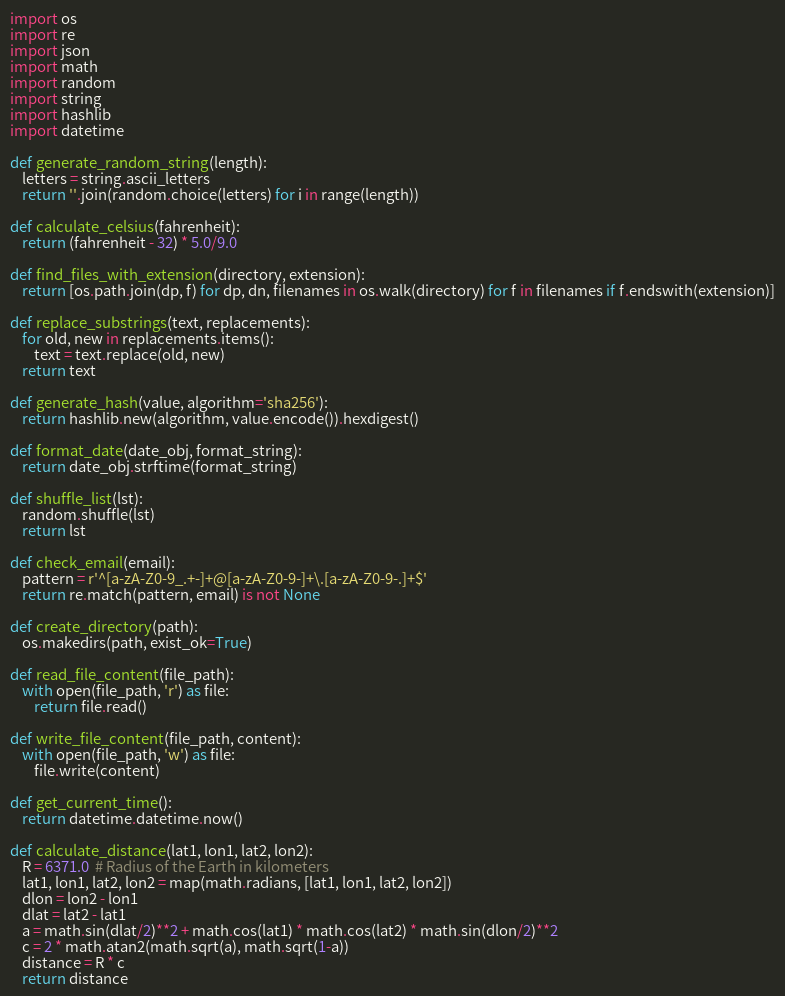 import os
import re
import json
import math
import random
import string
import hashlib
import datetime

def generate_random_string(length):
    letters = string.ascii_letters
    return ''.join(random.choice(letters) for i in range(length))

def calculate_celsius(fahrenheit):
    return (fahrenheit - 32) * 5.0/9.0

def find_files_with_extension(directory, extension):
    return [os.path.join(dp, f) for dp, dn, filenames in os.walk(directory) for f in filenames if f.endswith(extension)]

def replace_substrings(text, replacements):
    for old, new in replacements.items():
        text = text.replace(old, new)
    return text

def generate_hash(value, algorithm='sha256'):
    return hashlib.new(algorithm, value.encode()).hexdigest()

def format_date(date_obj, format_string):
    return date_obj.strftime(format_string)

def shuffle_list(lst):
    random.shuffle(lst)
    return lst

def check_email(email):
    pattern = r'^[a-zA-Z0-9_.+-]+@[a-zA-Z0-9-]+\.[a-zA-Z0-9-.]+$'
    return re.match(pattern, email) is not None

def create_directory(path):
    os.makedirs(path, exist_ok=True)

def read_file_content(file_path):
    with open(file_path, 'r') as file:
        return file.read()

def write_file_content(file_path, content):
    with open(file_path, 'w') as file:
        file.write(content)

def get_current_time():
    return datetime.datetime.now()

def calculate_distance(lat1, lon1, lat2, lon2):
    R = 6371.0  # Radius of the Earth in kilometers
    lat1, lon1, lat2, lon2 = map(math.radians, [lat1, lon1, lat2, lon2])
    dlon = lon2 - lon1
    dlat = lat2 - lat1
    a = math.sin(dlat/2)**2 + math.cos(lat1) * math.cos(lat2) * math.sin(dlon/2)**2
    c = 2 * math.atan2(math.sqrt(a), math.sqrt(1-a))
    distance = R * c
    return distance